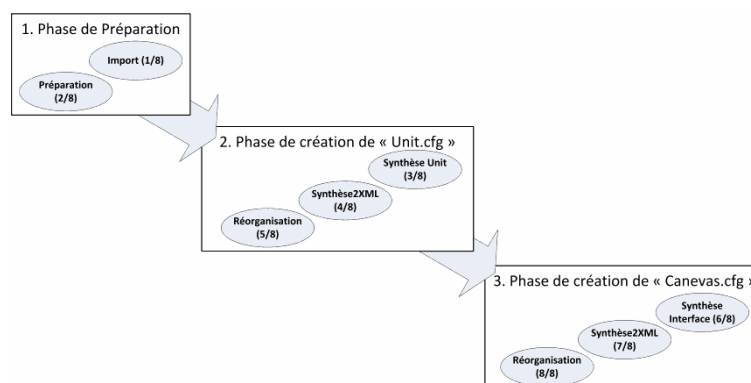 1. Phase de Préparation
Import (1/8)
Préparation
(2/8)
2. Phase de création de « Unit.cfg »
Synthèse Unit
(3/8)
Synthèse2XML
(4/8)
Réorganisation
(5/8)
3. Phase de création de « Canevas.cfg »
Synthèse
Interface (6/8)
Synthèse2XML
(7/8)
Réorganisation
(8/8)